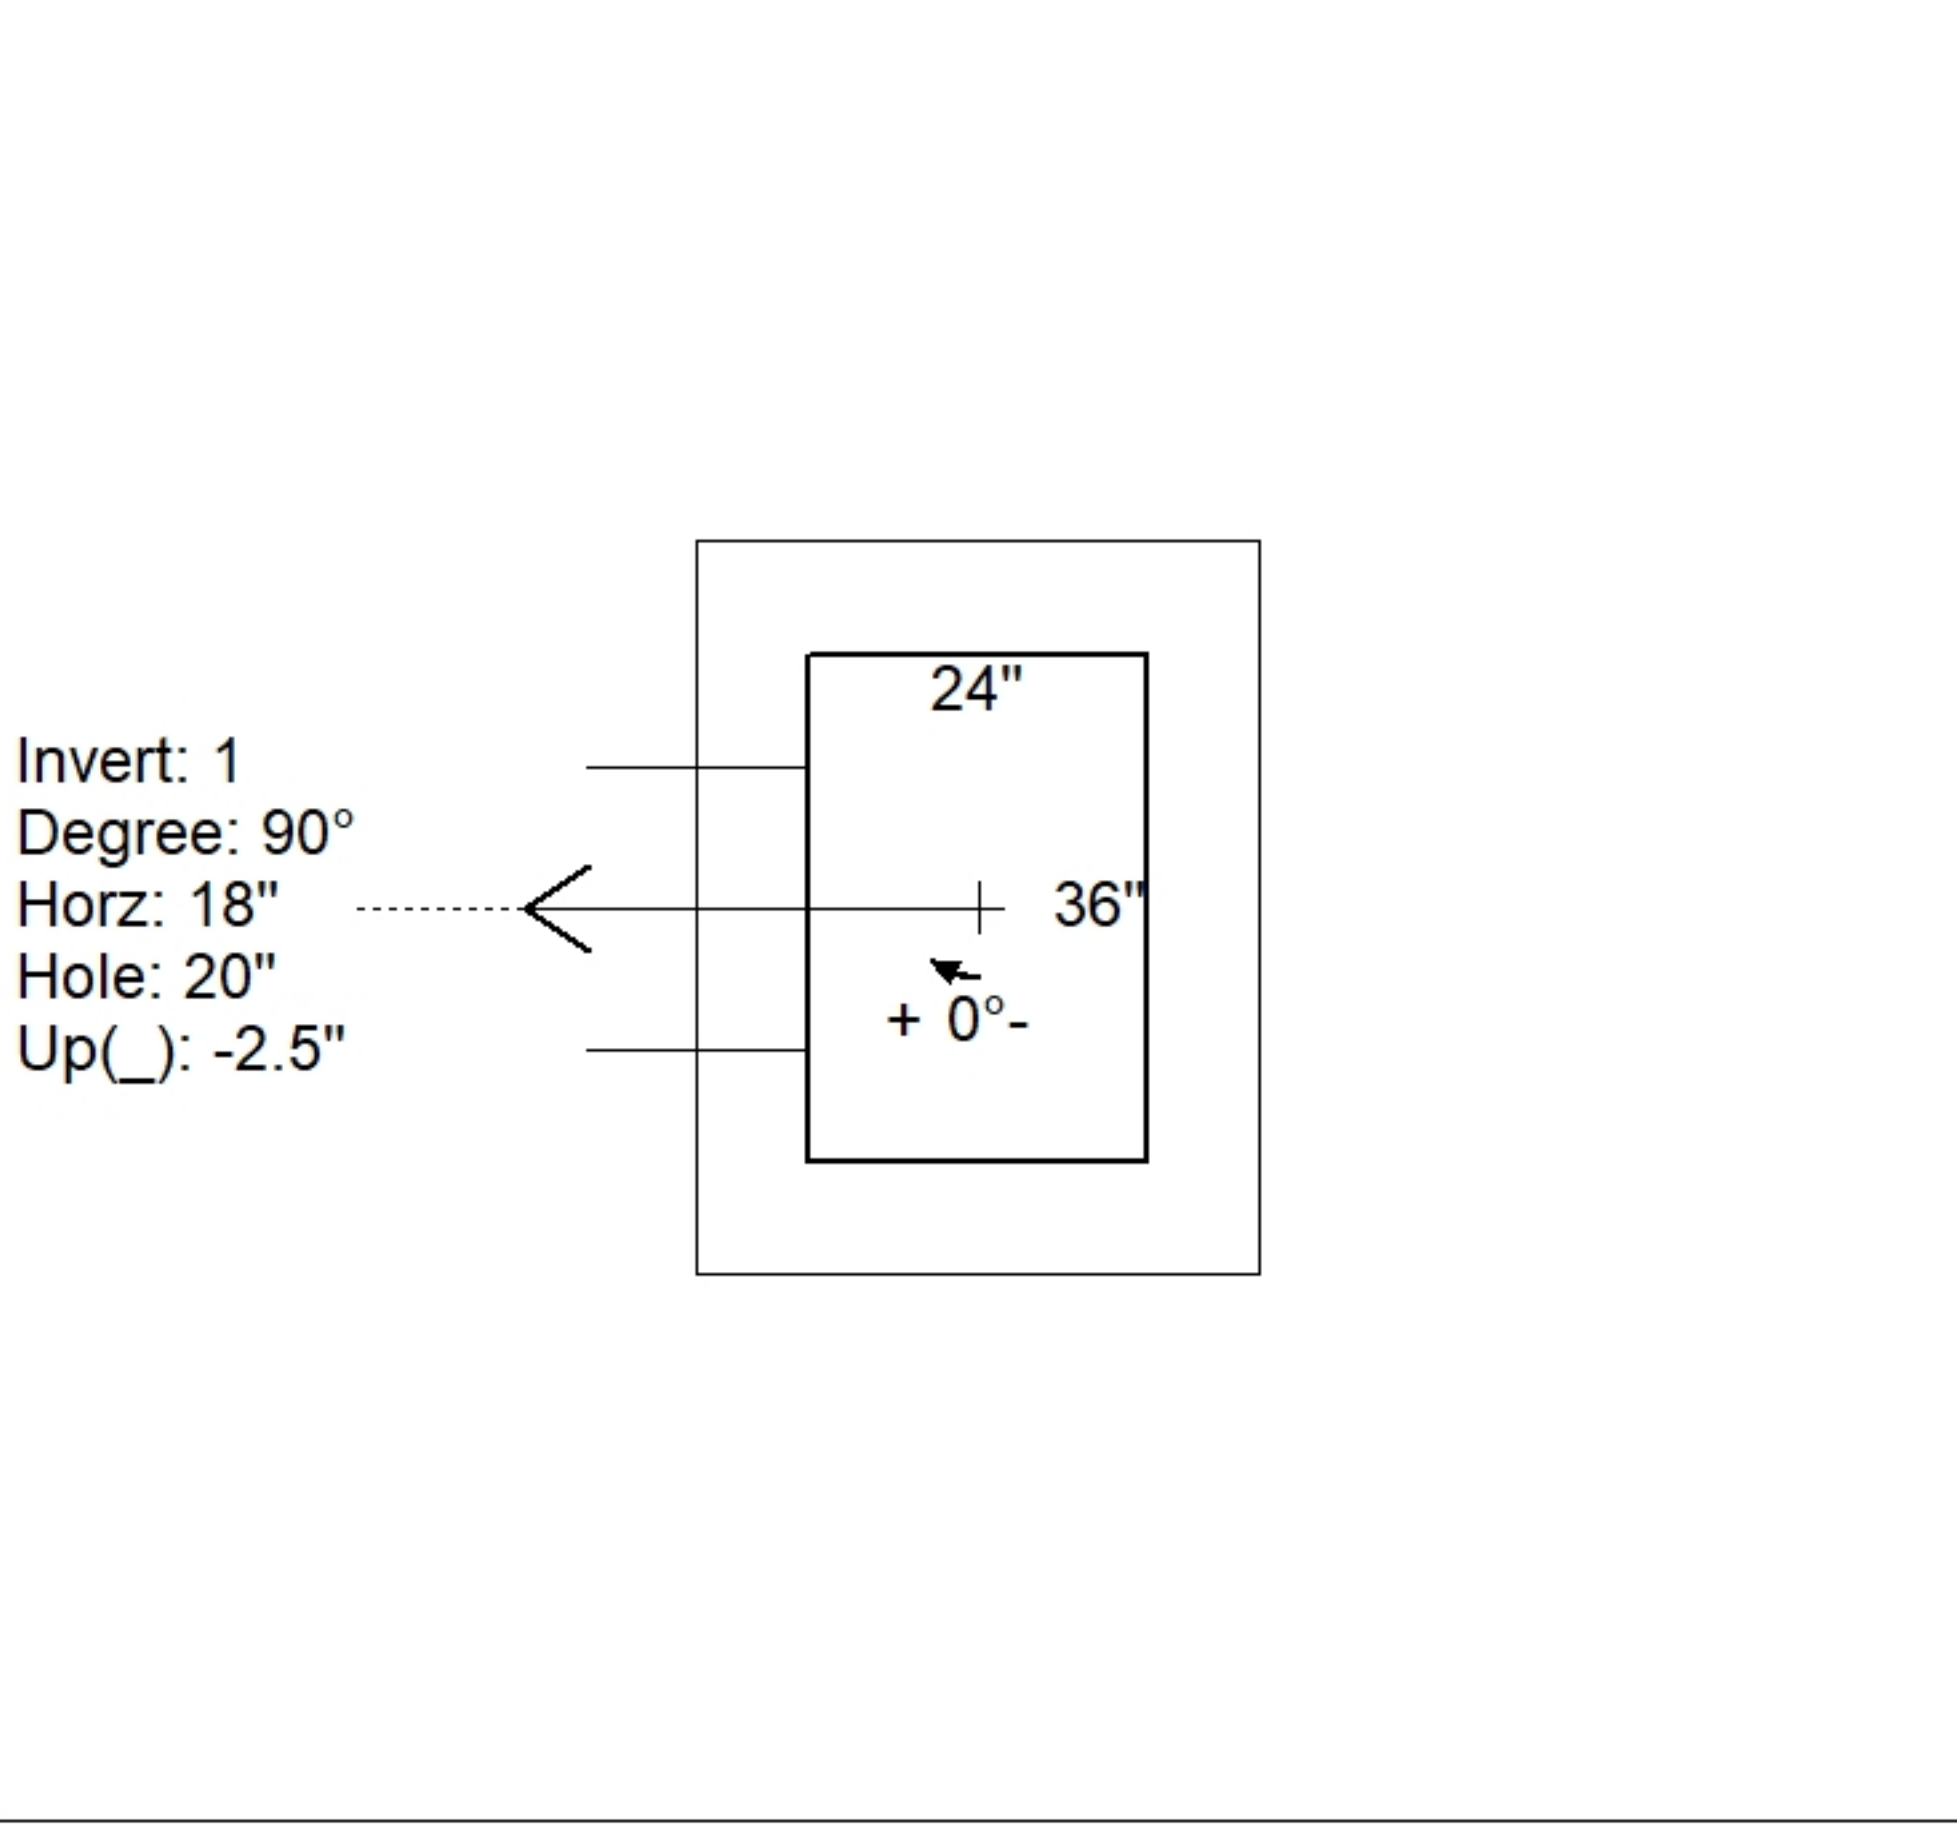 24"
Invert: 1
Degree: 90°
Horz: 18"
Hole: 20"
Up(_): -2.5"
36"
+ 0°-